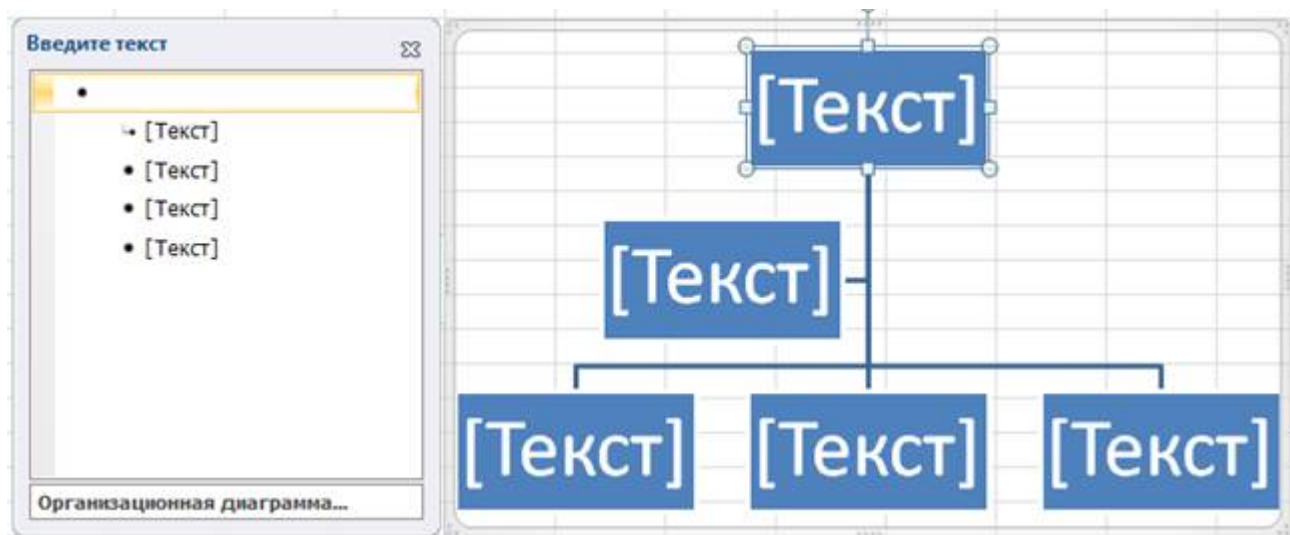 Введите текст
[Текст]
[Текст]
[Текст]
[Текст]
Организационная диаграмма...
[Текст]
[Текст]
[Текст] [Текст] [Текст]